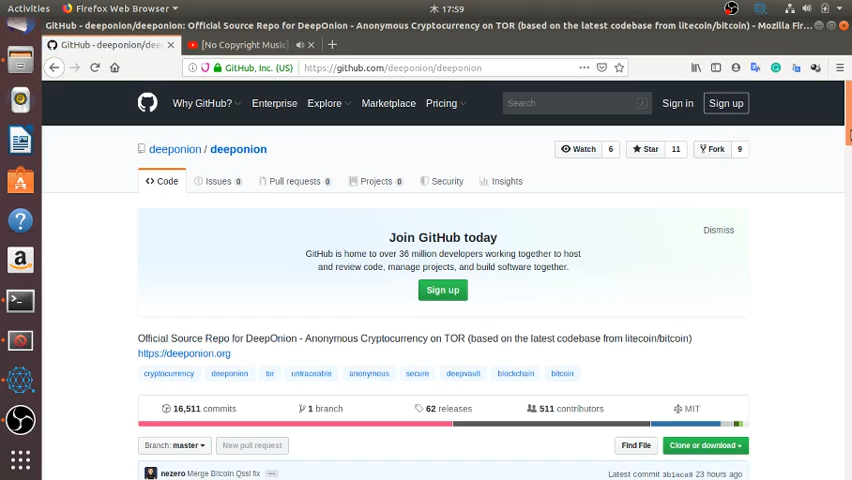 Activities Firefox Web Browser 木 17:59
GitHub - deeponion/deeponion: Official Source Repo for DeepOnion - Anonymous Cryptocurrency on TOR (based on the latest codebase from litecoin/bitcoin) - Mozilla Fir...
GitHub - deeponion/dee [No Copyright Music]
GitHub, Inc. (US) https://github.com/deeponion/deeponion
Why GitHub? Enterprise Explore Marketplace Pricing Search / Sign in Sign up
deeponion / deeponion Watch 6 Star 11 Fork 9
Code Issues 0 Pull requests 0 Projects 0 Security Insights
Join GitHub today Dismiss
GitHub is home to over 36 million developers working together to host
and review code, manage projects, and build software together.
Sign up
Official Source Repo for DeepOnion - Anonymous Cryptocurrency on TOR (based on the latest codebase from litecoin/bitcoin)
https://deeponion.org
cryptocurrency deeponion tor untraceable anonymous secure deepvault blockchain bitcoin
16,511 commits 1 branch 62 releases 511 contributors MIT
Branch: master New pull request Find File Clone or download
nezero Merge Bitcoin Qssl fix ... Latest commit 3b1aca8 23 hours ago